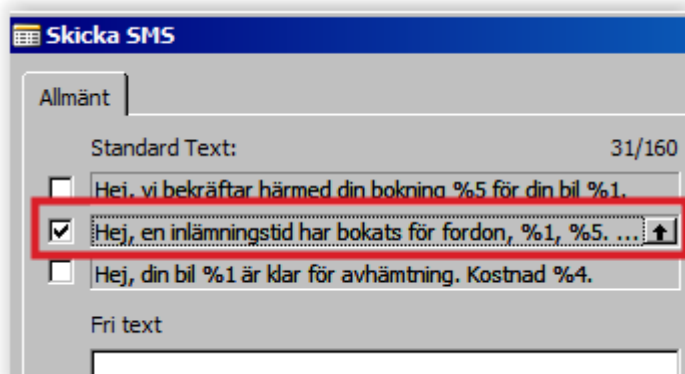 Skicka SMS
Allmänt
Standard Text: 31/160
Hej, vi bekräftar härmed din bokning %5 för din bil %1.
Hej, en inlämningstid har bokats för fordon, %1, %5. ...
Hej, din bil %1 är klar för avhämtning. Kostnad %4.
Fri text